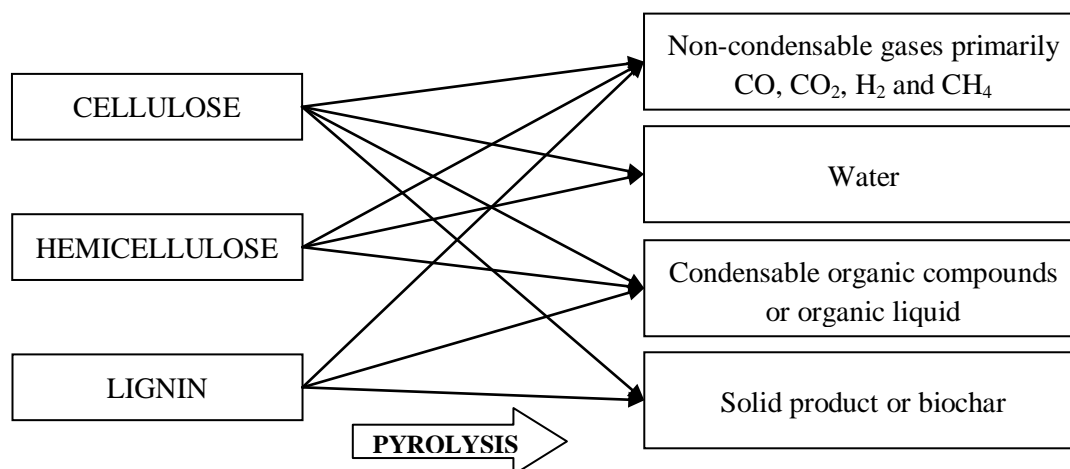 CELLULOSE
HEMICELLULOSE
LIGNIN
PYROLYSIS
Non-condensable gases primarily
CO, CO₂, H₂ and CH₄
Water
Condensable organic compounds
or organic liquid
Solid product or biochar